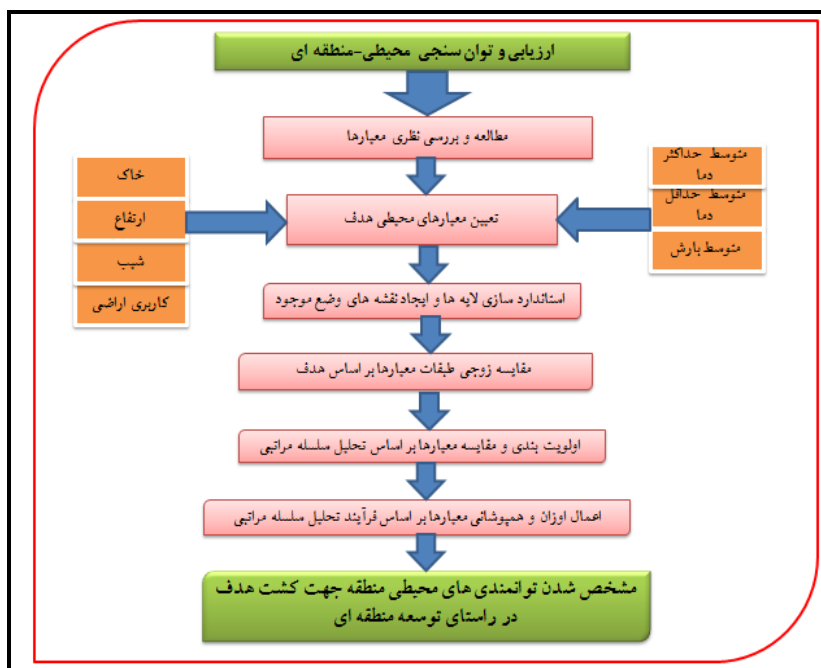 ارزیابی و توان سنجی محیطی-منطقه ای
مطالعه و بررسی نظری معیارها
خاک
ارتفاع
شیب
کاربری اراضی
تعیین معیارهای محیطی هدف
متوسط حداکثر
دما
متوسط حداقل
دما
متوسط بارش
استاندارد سازی لایه ها و ایجاد نقشه های وضع موجود
مقایسه زوجی طبقات معیارها بر اساس هدف
اولویت بندی و مقایسه معیارها بر اساس تحلیل سلسله مراتبی
اعمال اوزان و همپوشانی معیارها بر اساس فرآیند تحلیل سلسله مراتبی
مشخص شدن توانمندی های محیطی منطقه جهت کشت هدف
در راستای توسعه منطقه ای